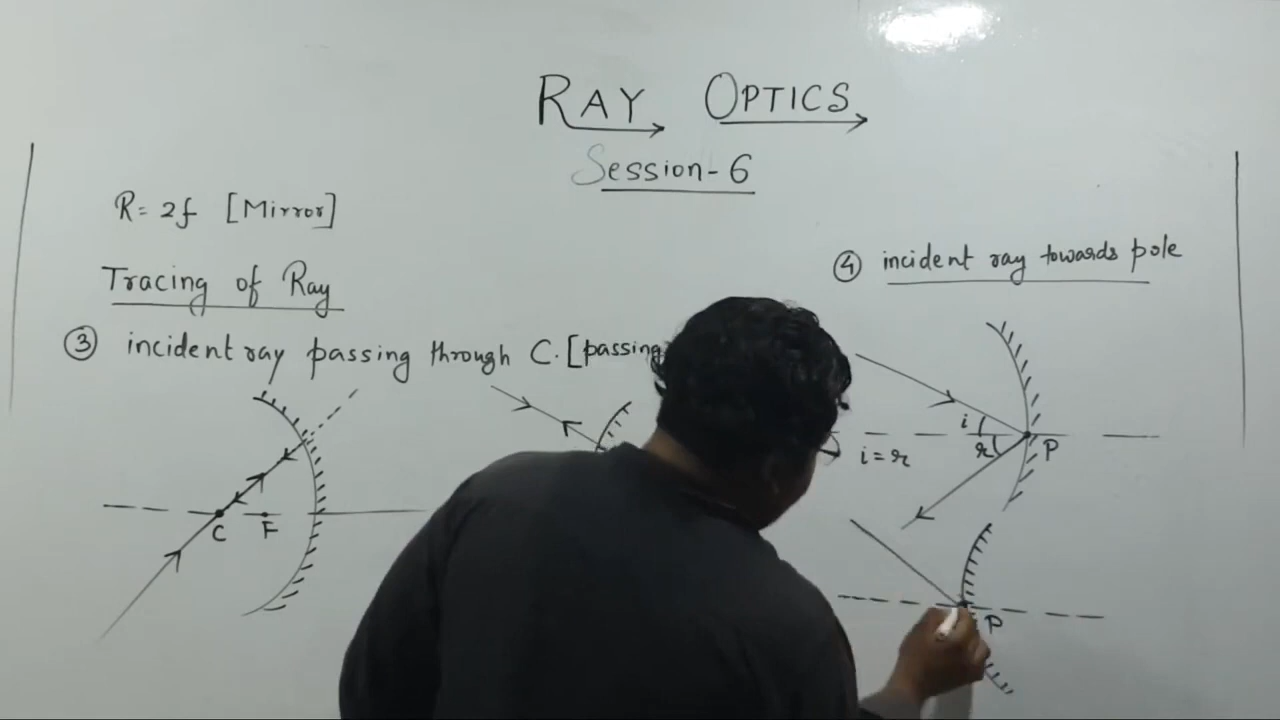 RAY OPTICS
Session-6
R= 2f [Mirror]
Tracing of Ray
③ incident ray passing through C. [passing
C F
④ incident ray towards pole
i
i = r
r
P
P